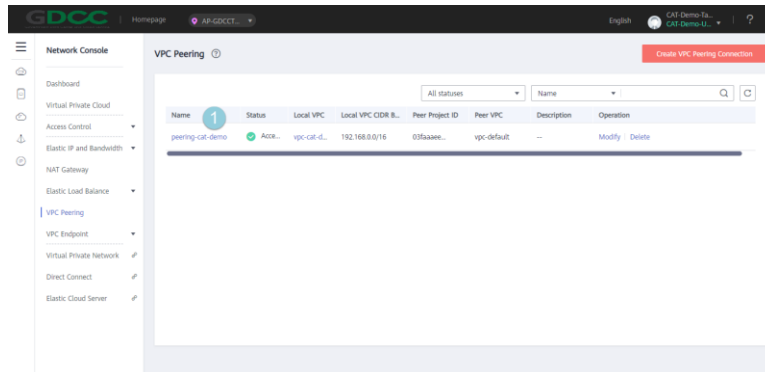 GDCC
Homepage
AP-GDCCT...
English
CAT-Demo-Ta...
CAT-Demo-U...
?
Network Console
Dashboard
Virtual Private Cloud
Access Control
Elastic IP and Bandwidth
NAT Gateway
Elastic Load Balance
VPC Peering
VPC Endpoint
Virtual Private Network
Direct Connect
Elastic Cloud Server
VPC Peering ?
Create VPC Peering Connection
All statuses
Name
Name Status Local VPC Local VPC CIDR B... Peer Project ID Peer VPC Description Operation
1
peering-cat-demo Acce... vpc-cat-d... 192.168.0.0/16 03faaaee... vpc-default -- Modify Delete